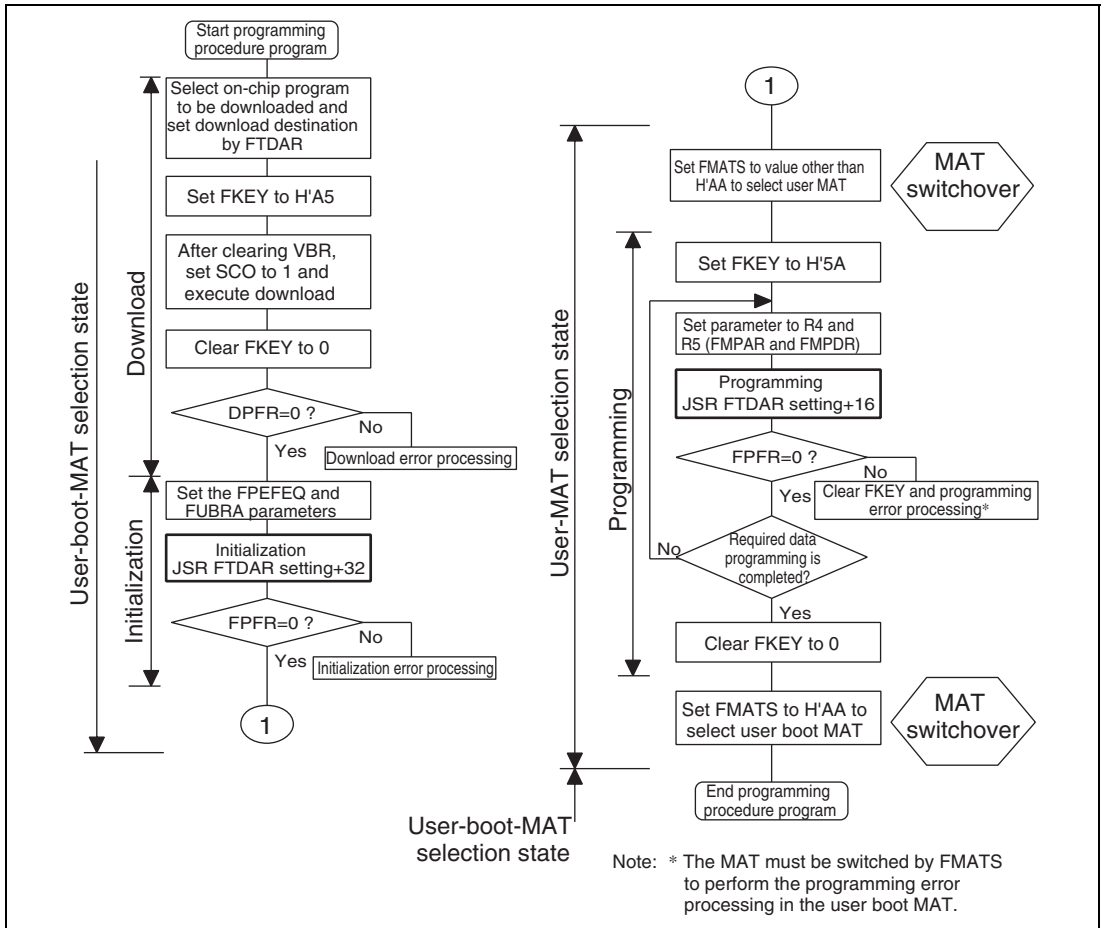 Start programming
procedure program
Select on-chip program
to be downloaded and
set download destination
by FTDAR
Set FKEY to H'A5
After clearing VBR,
set SCO to 1 and
execute download
Clear FKEY to 0
DPFR=0 ?
No
Yes
Download error processing
Set the FPEFEQ and
FUBRA parameters
Initialization
JSR FTDAR setting+32
FPFR=0 ?
No
Yes
Initialization error processing
1
Download
Initialization
User-boot-MAT selection state
1
Set FMATS to value other than
H'AA to select user MAT
MAT
switchover
Set FKEY to H'5A
Set parameter to R4 and
R5 (FMPAR and FMPDR)
Programming
JSR FTDAR setting+16
FPFR=0 ?
No
Yes
Clear FKEY and programming
error processing*
Required data
programming is
completed?
No
Yes
Clear FKEY to 0
Set FMATS to H'AA to
select user boot MAT
MAT
switchover
End programming
procedure program
Programming
User-MAT selection state
User-boot-MAT
selection state
Note: * The MAT must be switched by FMATS
to perform the programming error
processing in the user boot MAT.